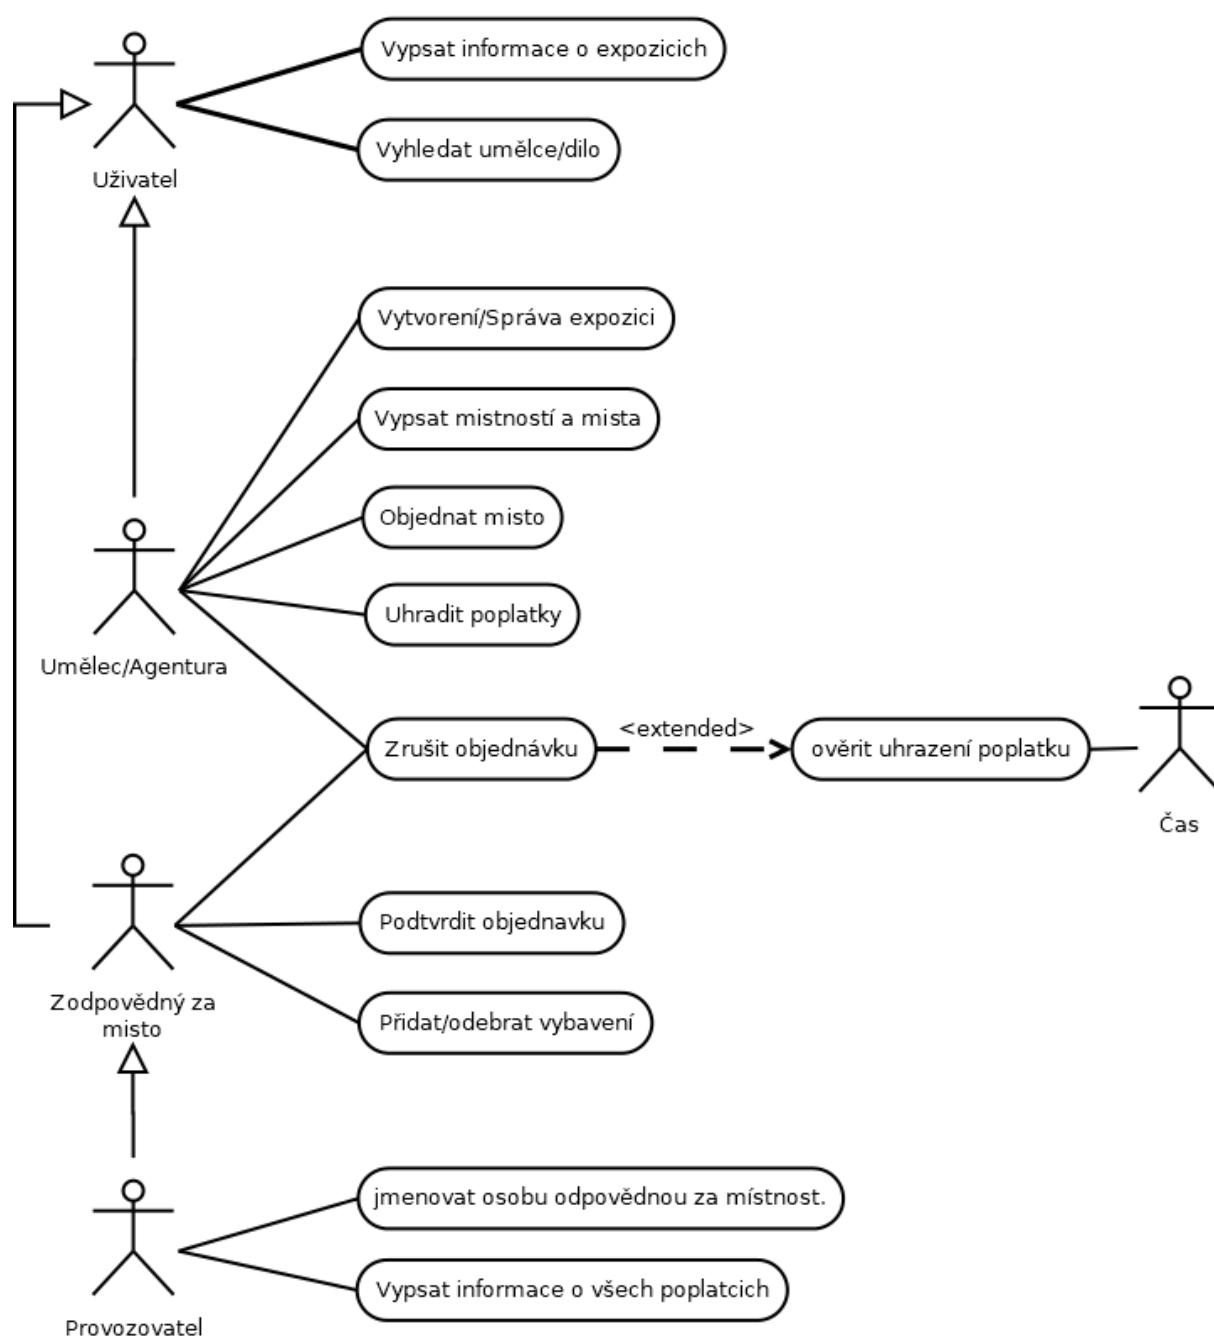 Vypsat informace o expozicich
Vyhledat umělce/dilo
Uživatel
Vytvorení/Správa expozici
Vypsat mistností a mista
Objednat misto
Uhradit poplatky
Umělec/Agentura
Zrušit objednávku
<extended>
ověrit uhrazení poplatku
Čas
Podtvrdit objednavku
Zodpovědný za
misto
Přidat/odebrat vybavení
jmenovat osobu odpovědnou za místnost.
Vypsat informace o všech poplatcich
Provozovatel